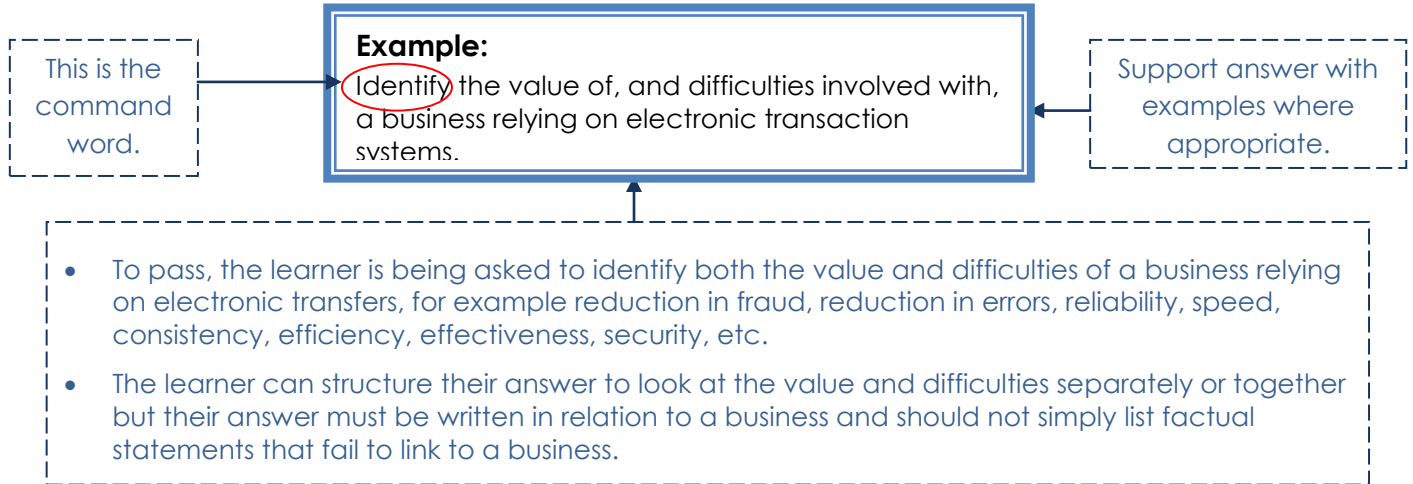 This is the
command
word.
Example:
Identify the value of, and difficulties involved with,
a business relying on electronic transaction
systems.
Support answer with
examples where
appropriate.
• To pass, the learner is being asked to identify both the value and difficulties of a business relying
on electronic transfers, for example reduction in fraud, reduction in errors, reliability, speed,
consistency, efficiency, effectiveness, security, etc.
• The learner can structure their answer to look at the value and difficulties separately or together
but their answer must be written in relation to a business and should not simply list factual
statements that fail to link to a business.